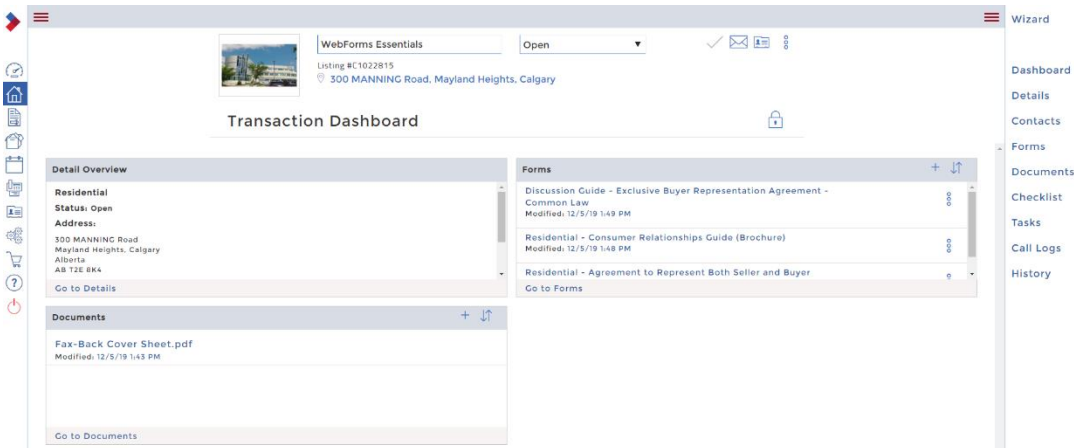 Wizard
WebForms Essentials
Open
Listing #C1022815
300 MANNING Road, Mayland Heights, Calgary
Transaction Dashboard
Dashboard
Details
Contacts
Forms
Documents
Checklist
Tasks
Call Logs
History
Detail Overview
Residential
Status: Open
Address:
300 MANNING Road
Mayland Heights, Calgary
Alberta
AB T2E 8K4
Go to Details
Forms
Discussion Guide - Exclusive Buyer Representation Agreement -
Common Law
Modified: 12/5/19 1:49 PM
Residential - Consumer Relationships Guide (Brochure)
Modified: 12/5/19 1:48 PM
Residential - Agreement to Represent Both Seller and Buyer
Go to Forms
Documents
Fax-Back Cover Sheet.pdf
Modified: 12/5/19 1:43 PM
Go to Documents